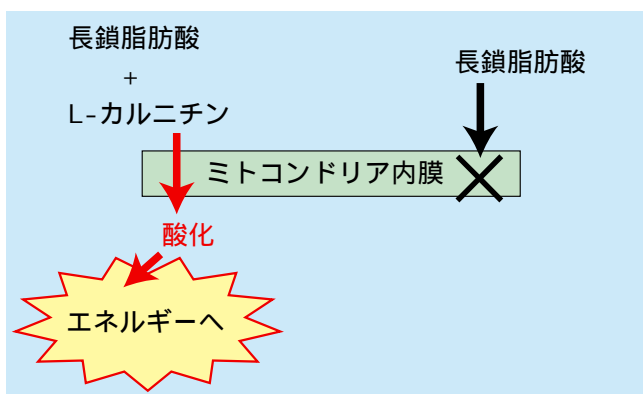 長鎖脂肪酸
+
L-カルニチン
長鎖脂肪酸
ミトコンドリア内膜
酸化
エネルギーへ